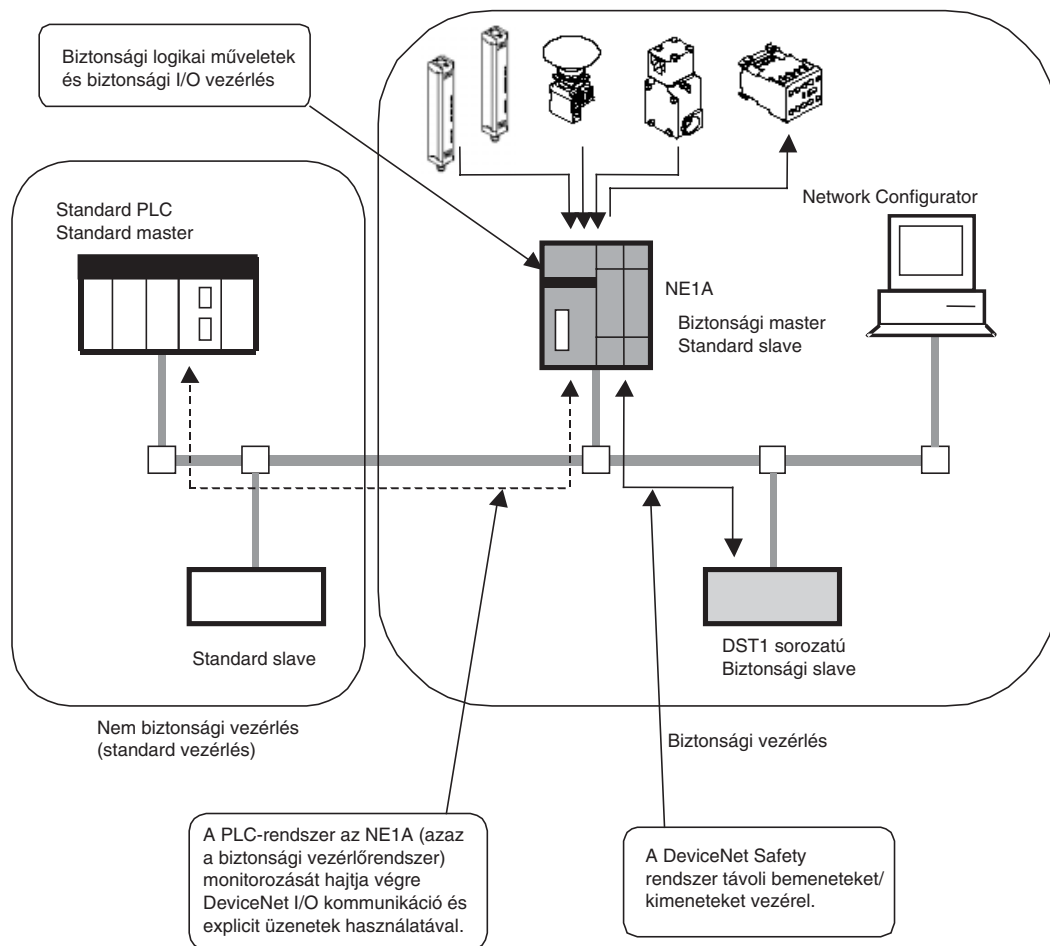 Biztonsági logikai műveletek
és biztonsági I/O vezérlés
Standard PLC
Standard master
Network Configurator
NE1A
Biztonsági master
Standard slave
Standard slave
DST1 sorozatú
Biztonsági slave
Nem biztonsági vezérlés
(standard vezérlés)
Biztonsági vezérlés
A PLC-rendszer az NE1A (azaz
a biztonsági vezérlőrendszer)
monitorozását hajtja végre
DeviceNet I/O kommunikáció és
explicit üzenetek használatával.
A DeviceNet Safety
rendszer távoli bemeneteket/
kimeneteket vezérel.